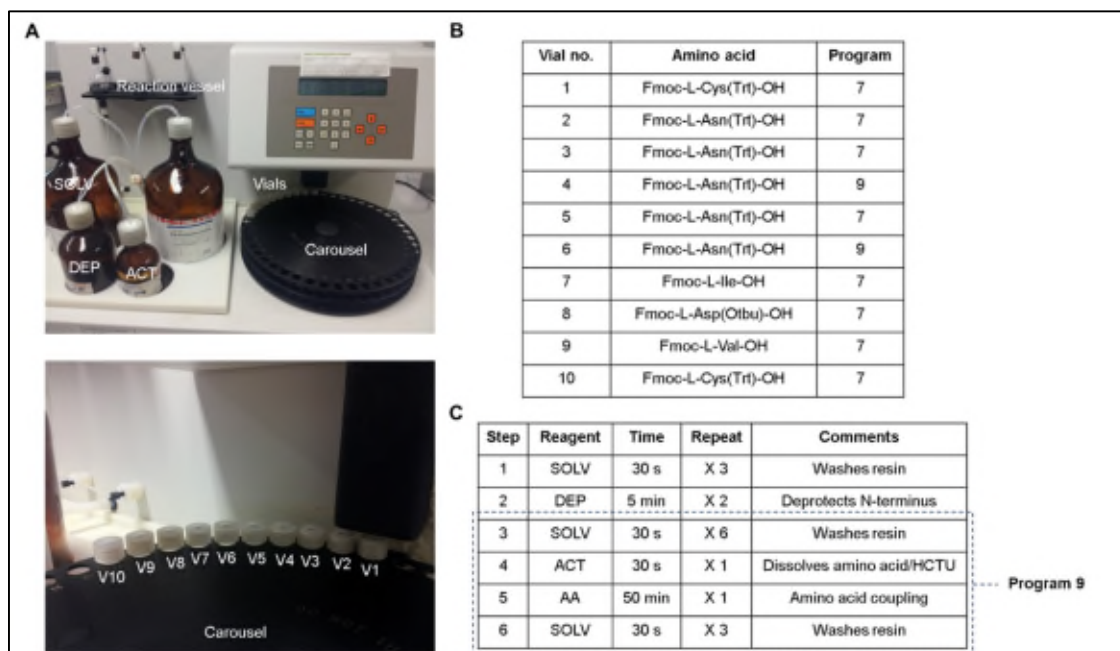 A
Reaction vessel
SOLV
Vials
DEP
ACT
Carousel
V10 V9 V8 V7 V6 V5 V4 V3 V2 V1
Carousel
B
Vial no. Amino acid Program
1 Fmoc-L-Cys(Trt)-OH 7
2 Fmoc-L-Asn(Trt)-OH 7
3 Fmoc-L-Asn(Trt)-OH 7
4 Fmoc-L-Asn(Trt)-OH 9
5 Fmoc-L-Asn(Trt)-OH 7
6 Fmoc-L-Asn(Trt)-OH 9
7 Fmoc-L-Ile-OH 7
8 Fmoc-L-Asp(Otbu)-OH 7
9 Fmoc-L-Val-OH 7
10 Fmoc-L-Cys(Trt)-OH 7
C
Step Reagent Time Repeat Comments
1 SOLV 30 s X 3 Washes resin
2 DEP 5 min X 2 Deprotects N-terminus
3 SOLV 30 s X 6 Washes resin
4 ACT 30 s X 1 Dissolves amino acid/HCTU
5 AA 50 min X 1 Amino acid coupling
6 SOLV 30 s X 3 Washes resin
Program 9